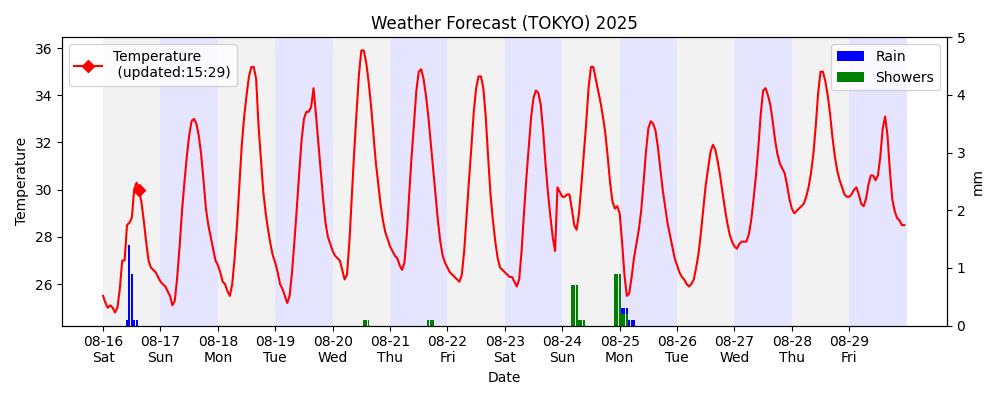 Weather Forecast (TOKYO) 2025
Temperature
(updated:15:29)
Rain
Showers
36
34
32
30
28
26
Temperature
5
4
3
2
1
0
mm
08-16 08-17 08-18 08-19 08-20 08-21 08-22 08-23 08-24 08-25 08-26 08-27 08-28 08-29
Sat Sun Mon Tue Wed Thu Fri Sat Sun Mon Tue Wed Thu Fri
Date